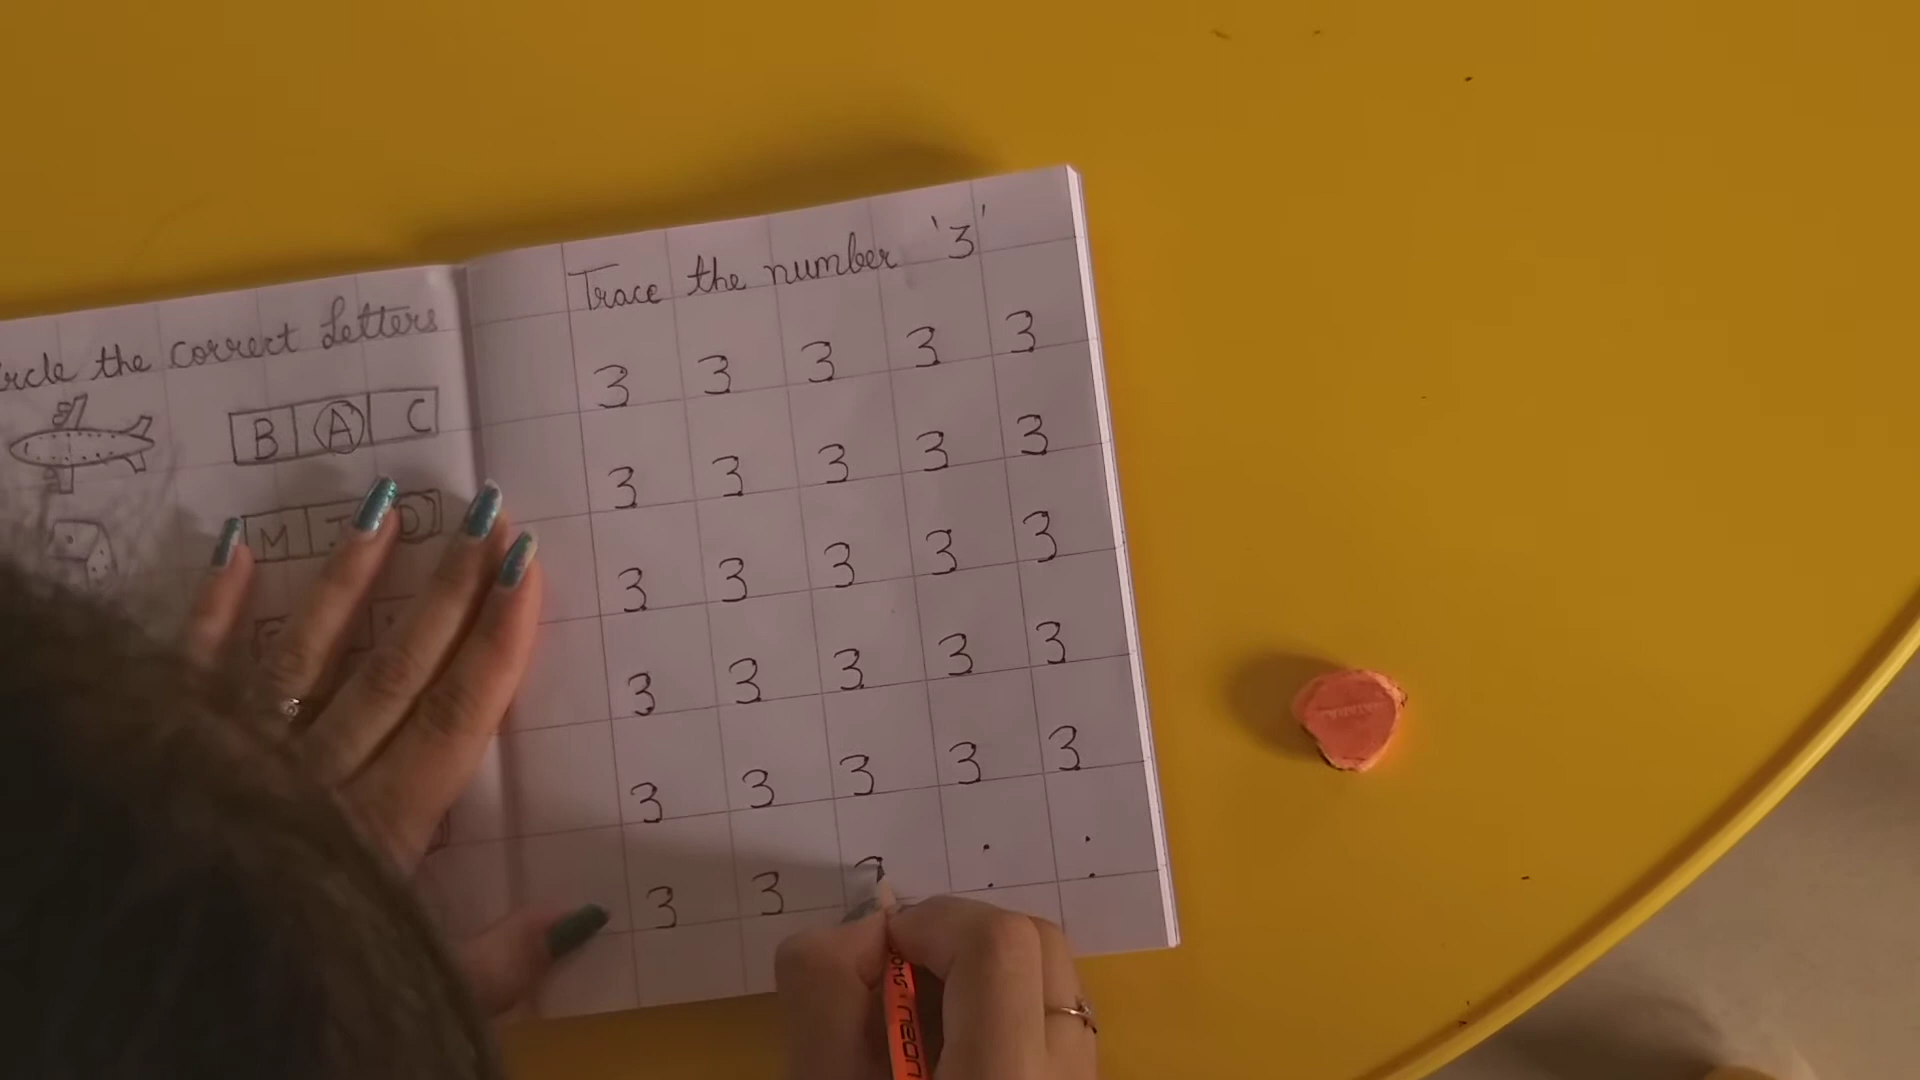 the correct Letters
B A C
M
Trace the number '3'
3 3 3 3 3
3 3 3 3 3
3 3 3 3 3
3 3 3 3 3
3 3 3 3 3
3 3 3
neon